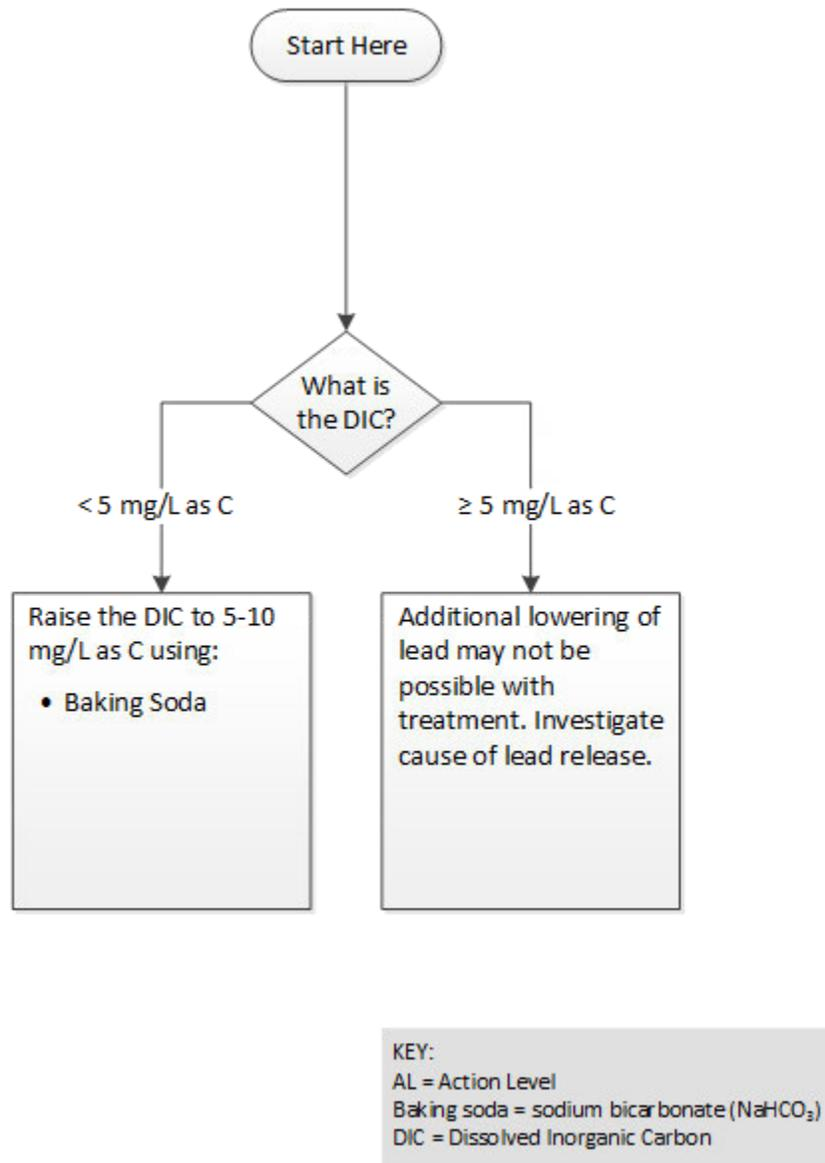 Start Here
What is
the DIC?
< 5 mg/L as C
≥ 5 mg/L as C
Raise the DIC to 5-10
mg/L as C using:
• Baking Soda
Additional lowering of
lead may not be
possible with
treatment. Investigate
cause of lead release.
KEY:
AL = Action Level
Baking soda = sodium bicarbonate (NaHCO₃)
DIC = Dissolved Inorganic Carbon